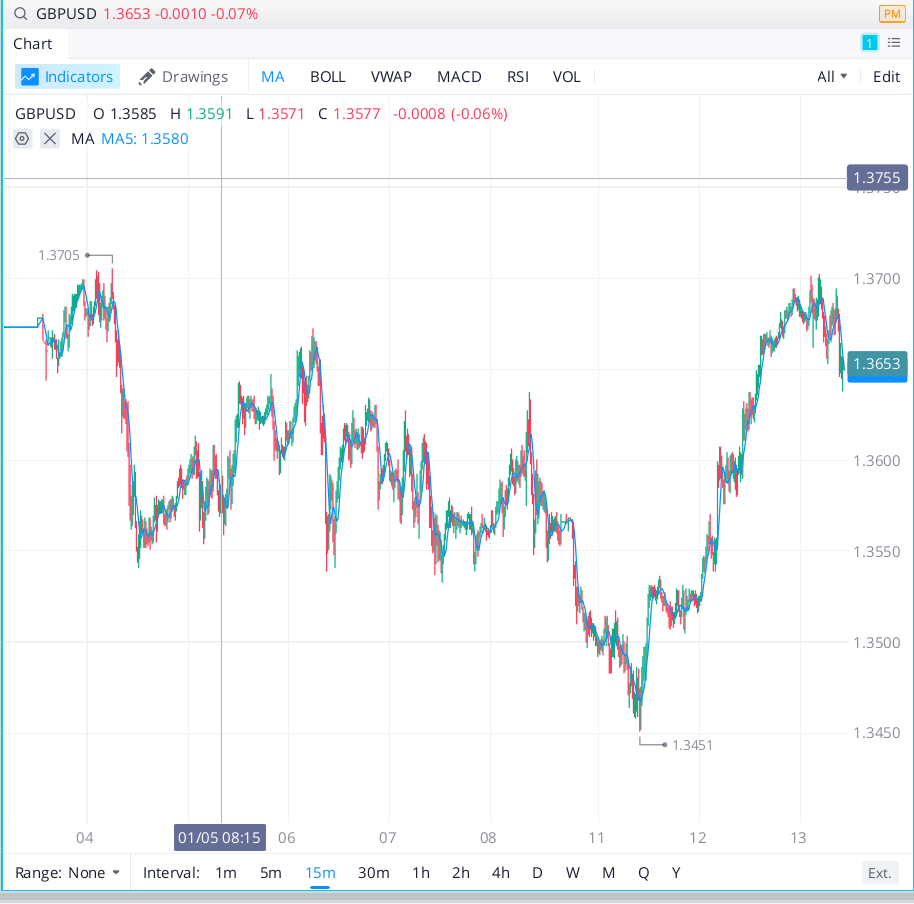 GBPUSD 1.3653 -0.0010 -0.07% PM
Chart 1
Indicators Drawings MA BOLL VWAP MACD RSI VOL All Edit
GBPUSD O 1.3585 H 1.3591 L 1.3571 C 1.3577 -0.0008 (-0.06%)
MA MA5: 1.3580
1.3755
1.3750
1.3705
1.3700
1.3653
1.3600
1.3550
1.3500
1.3450
1.3451
04 01/05 08:15 06 07 08 11 12 13
Range: None Interval: 1m 5m 15m 30m 1h 2h 4h D W M Q Y Ext.